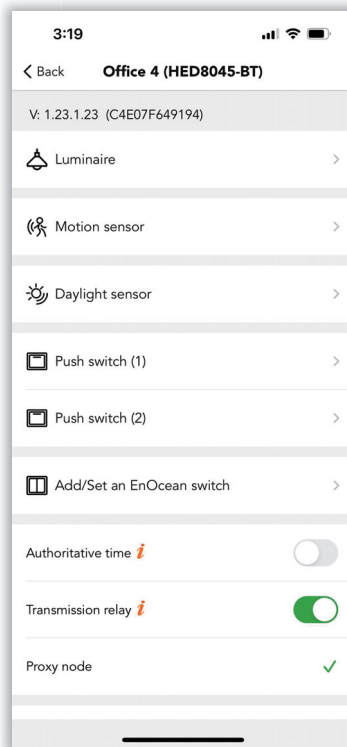 3:19
Back Office 4 (HED8045-BT)
V: 1.23.1.23 (C4E07F649194)
Luminaire
Motion sensor
Daylight sensor
Push switch (1)
Push switch (2)
Add/Set an EnOcean switch
Authoritative time i
Transmission relay i
Proxy node